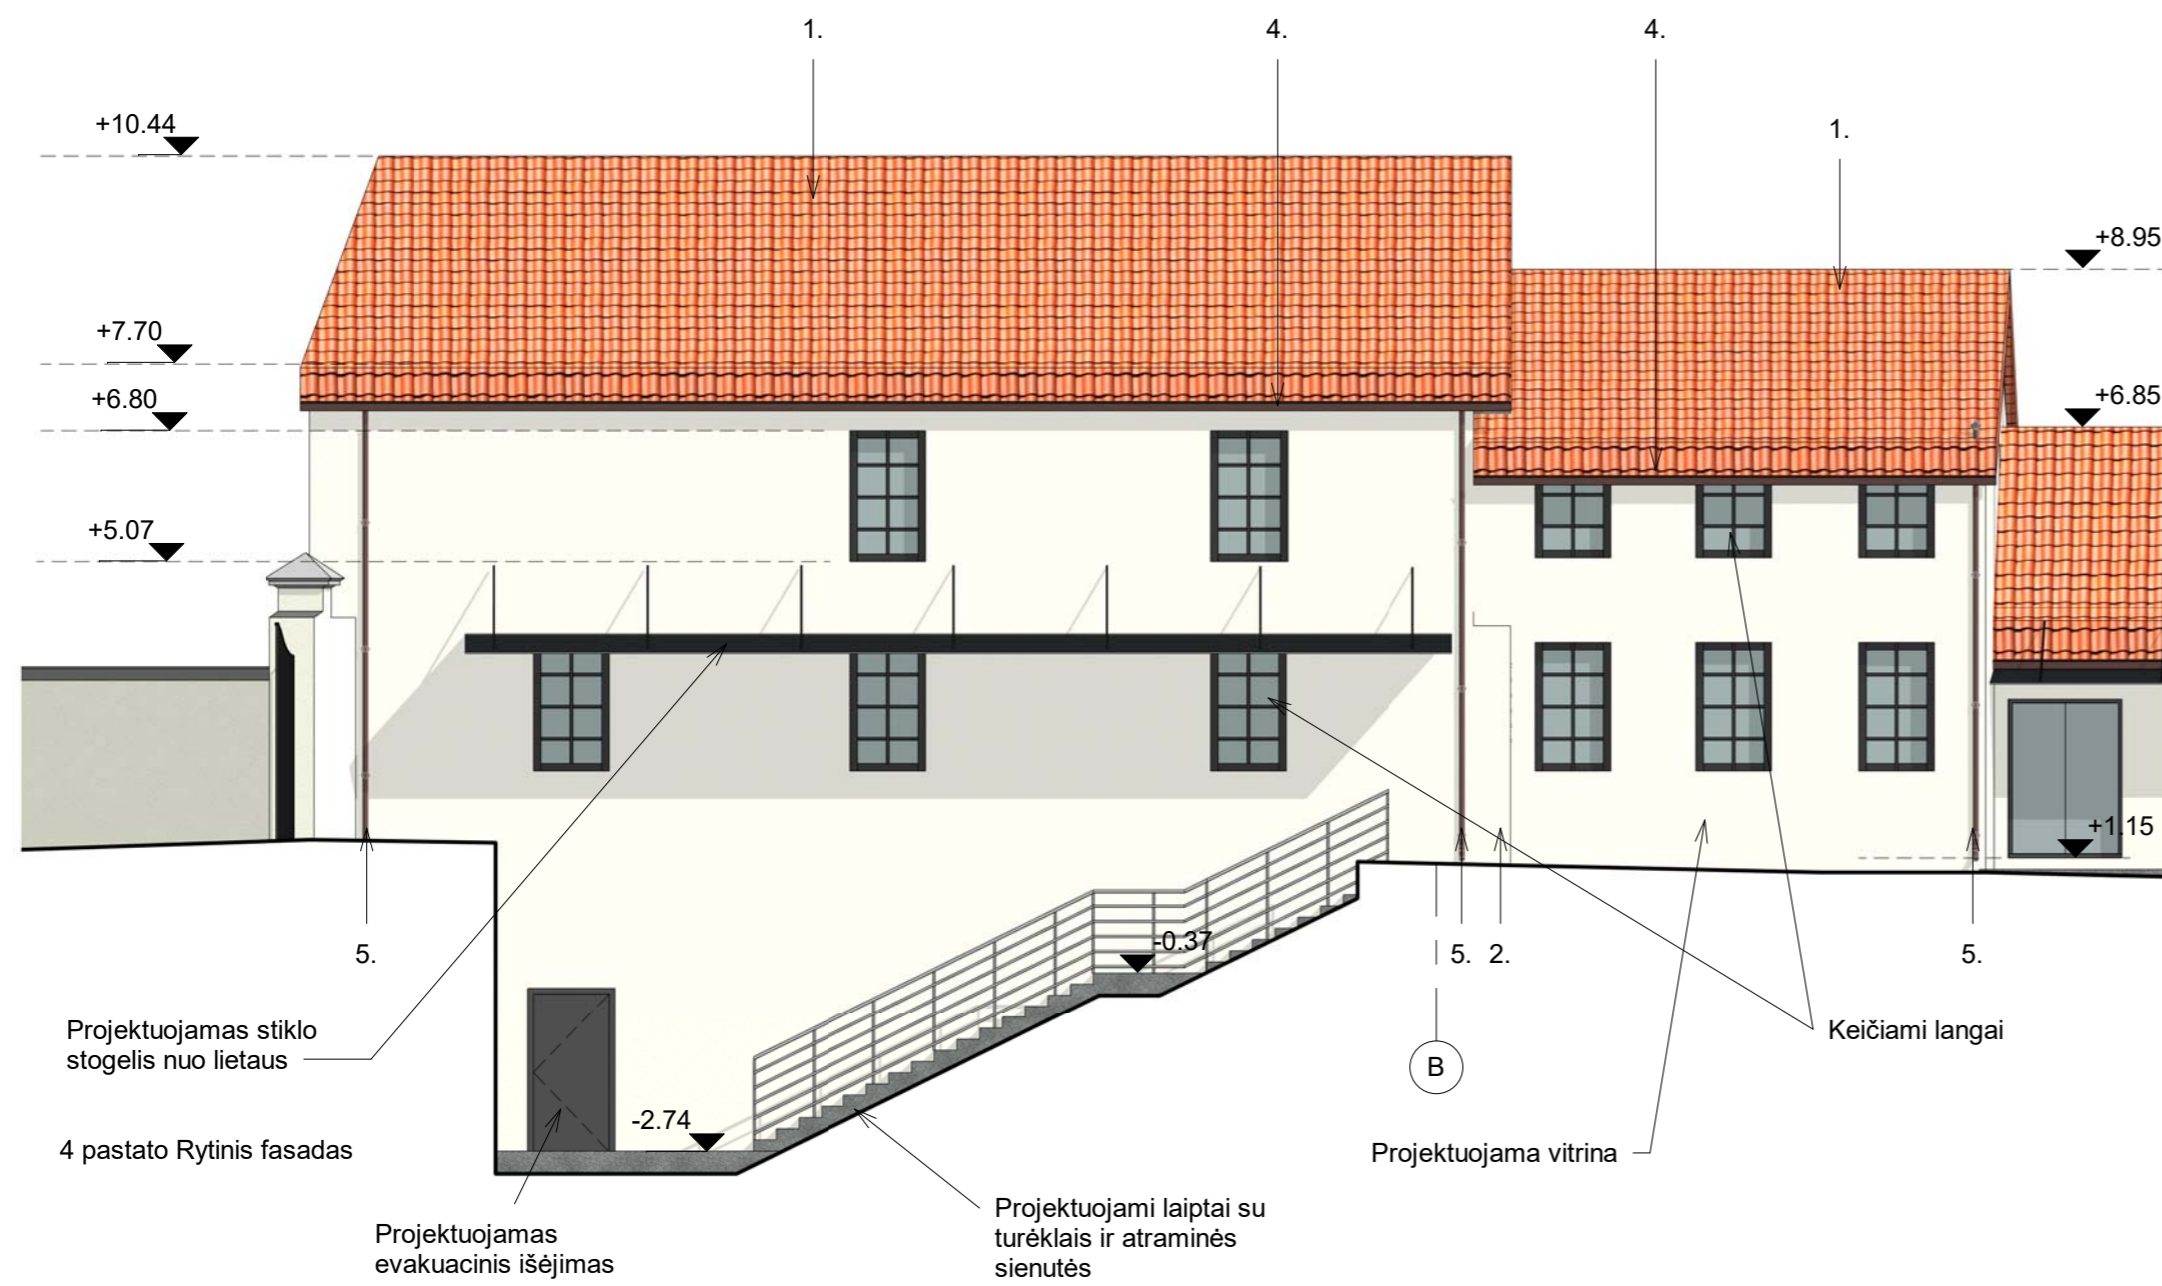 1.
4.
4.
+10.44
1.
+8.95
+7.70
+6.80
+6.85
+5.07
+1.15
-0.37
5.
5.
2.
5.
Projektuojamas stiklo
stogelis nuo lietaus
Keičiami langai
B
-2.74
4 pastato Rytinis fasadas
Projektuojama vitrina
Projektuojamas
evakuacinis išėjimas
Projektuojami laiptai su
turėklais ir atraminės
sienutės